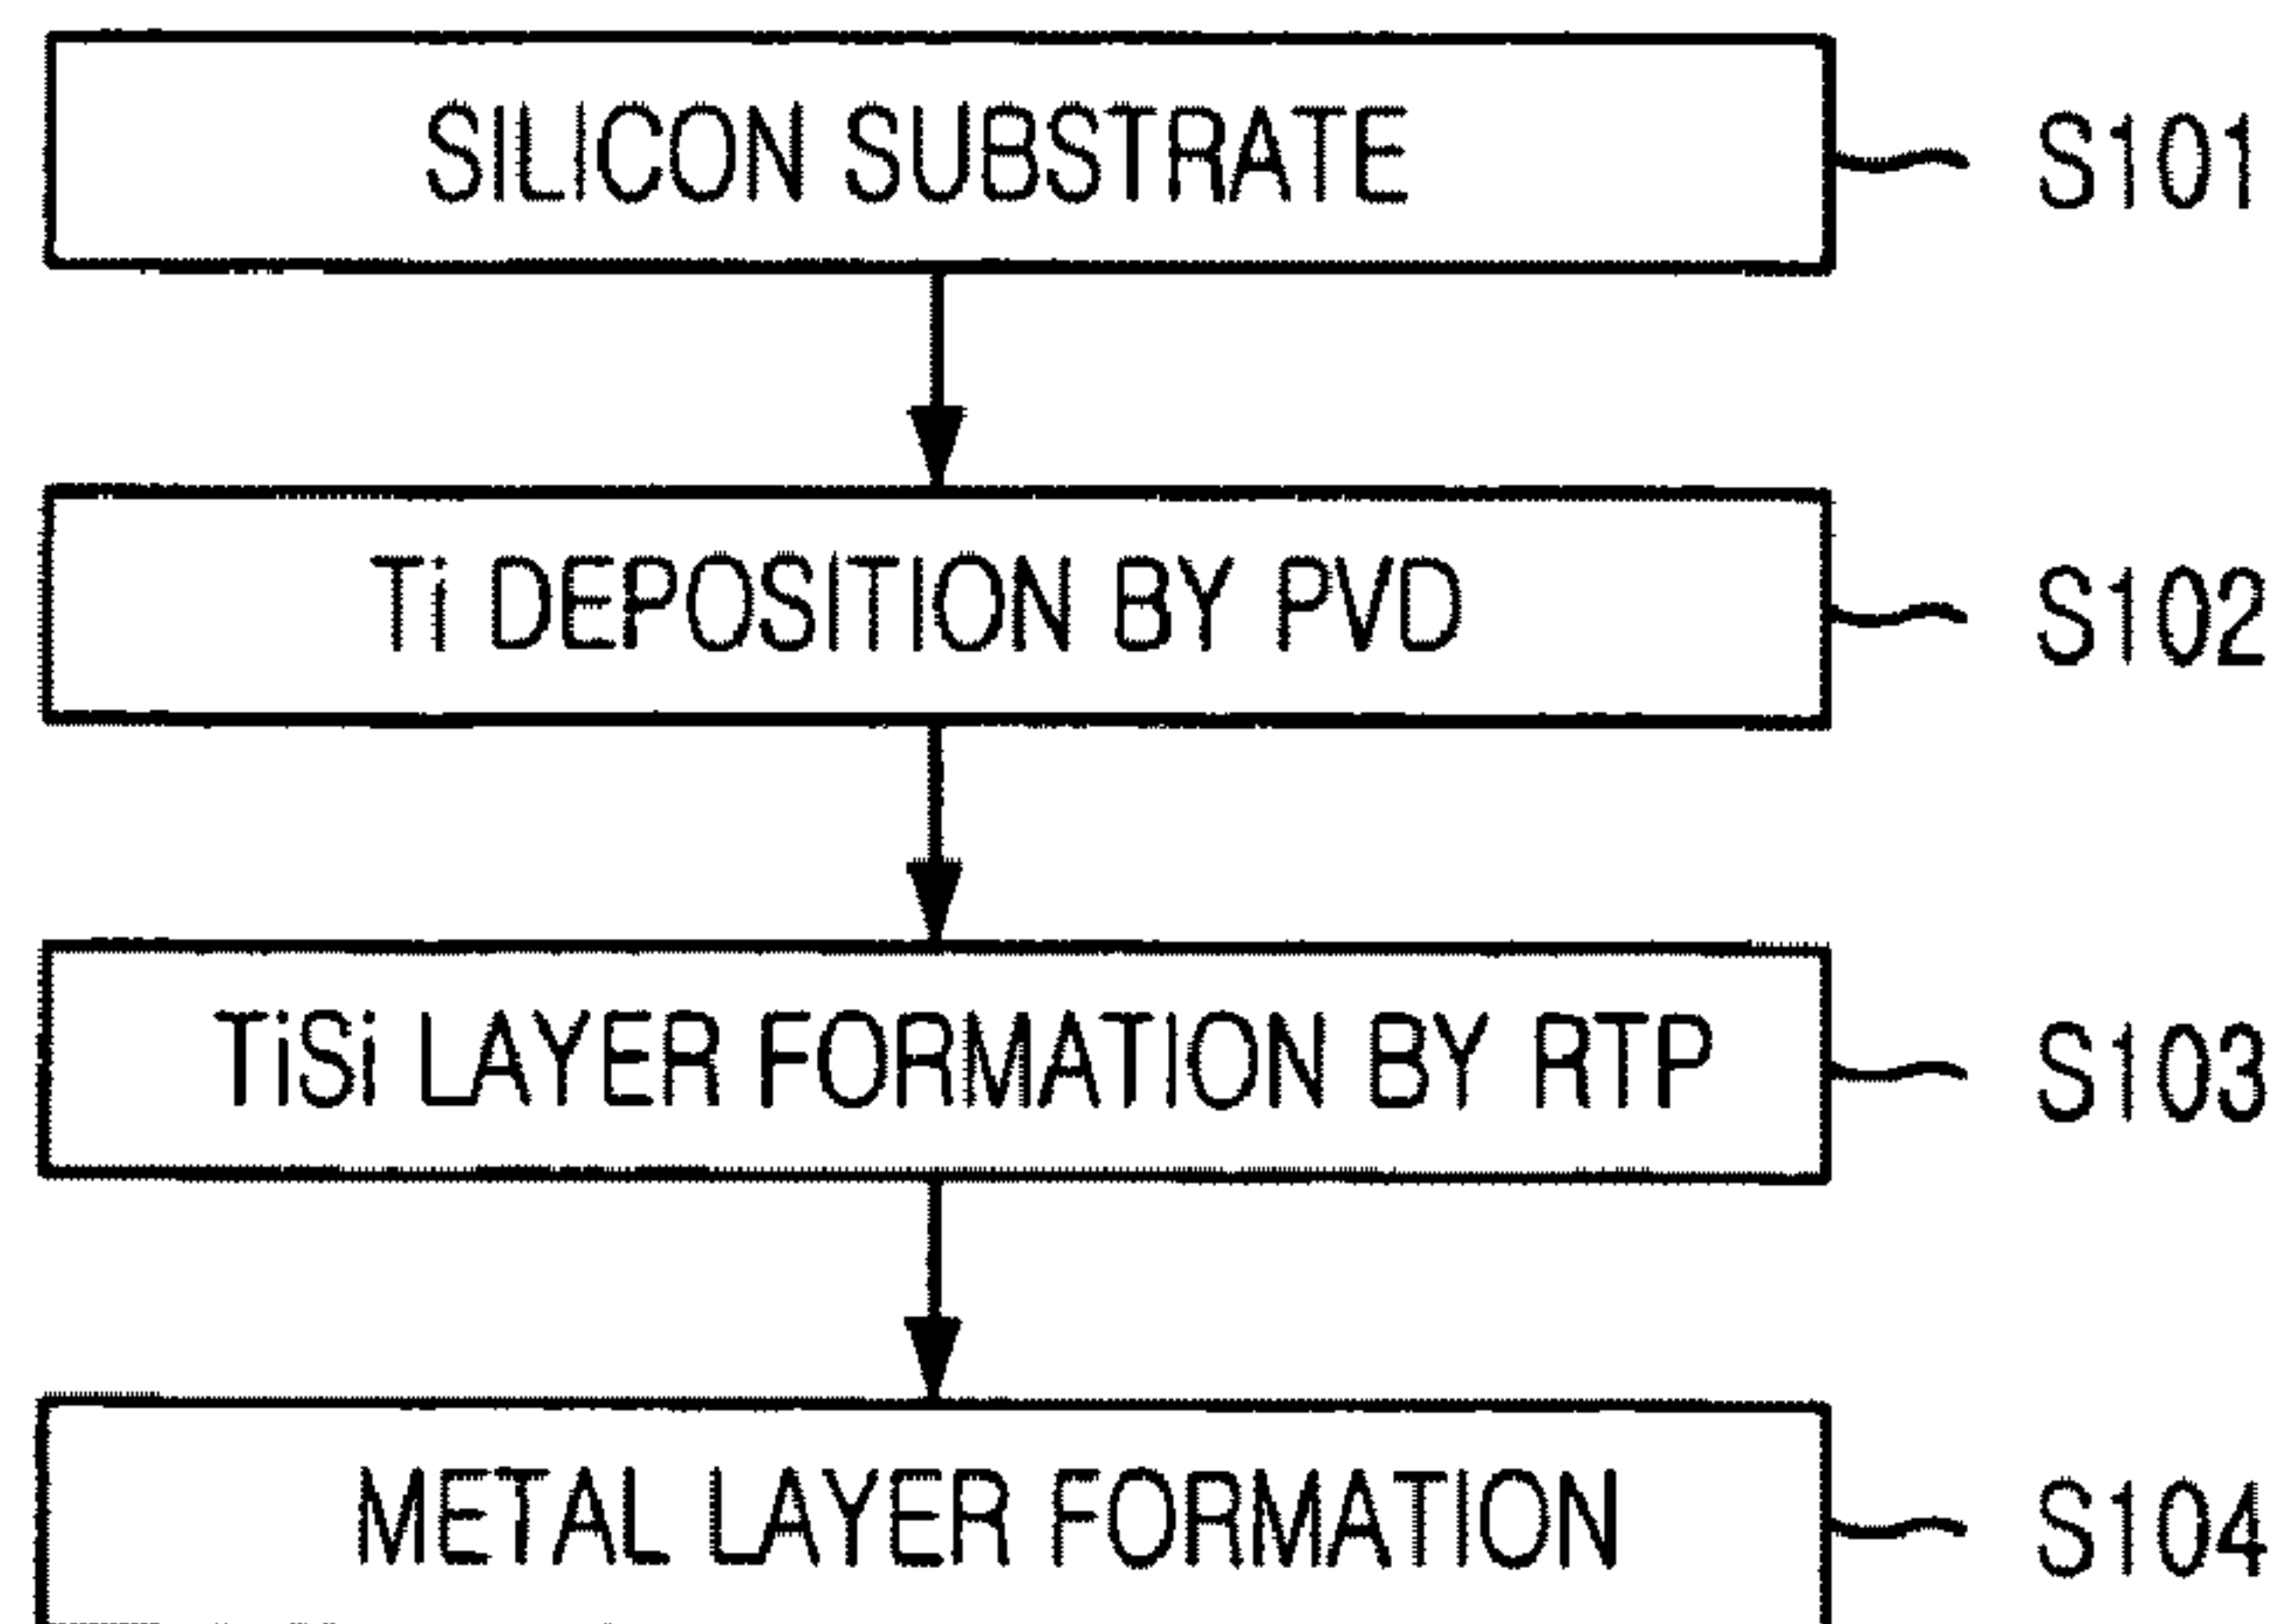 SILICON SUBSTRATE S101
Ti DEPOSITION BY PVD S102
TiSi LAYER FORMATION BY RTP S103
METAL LAYER FORMATION S104